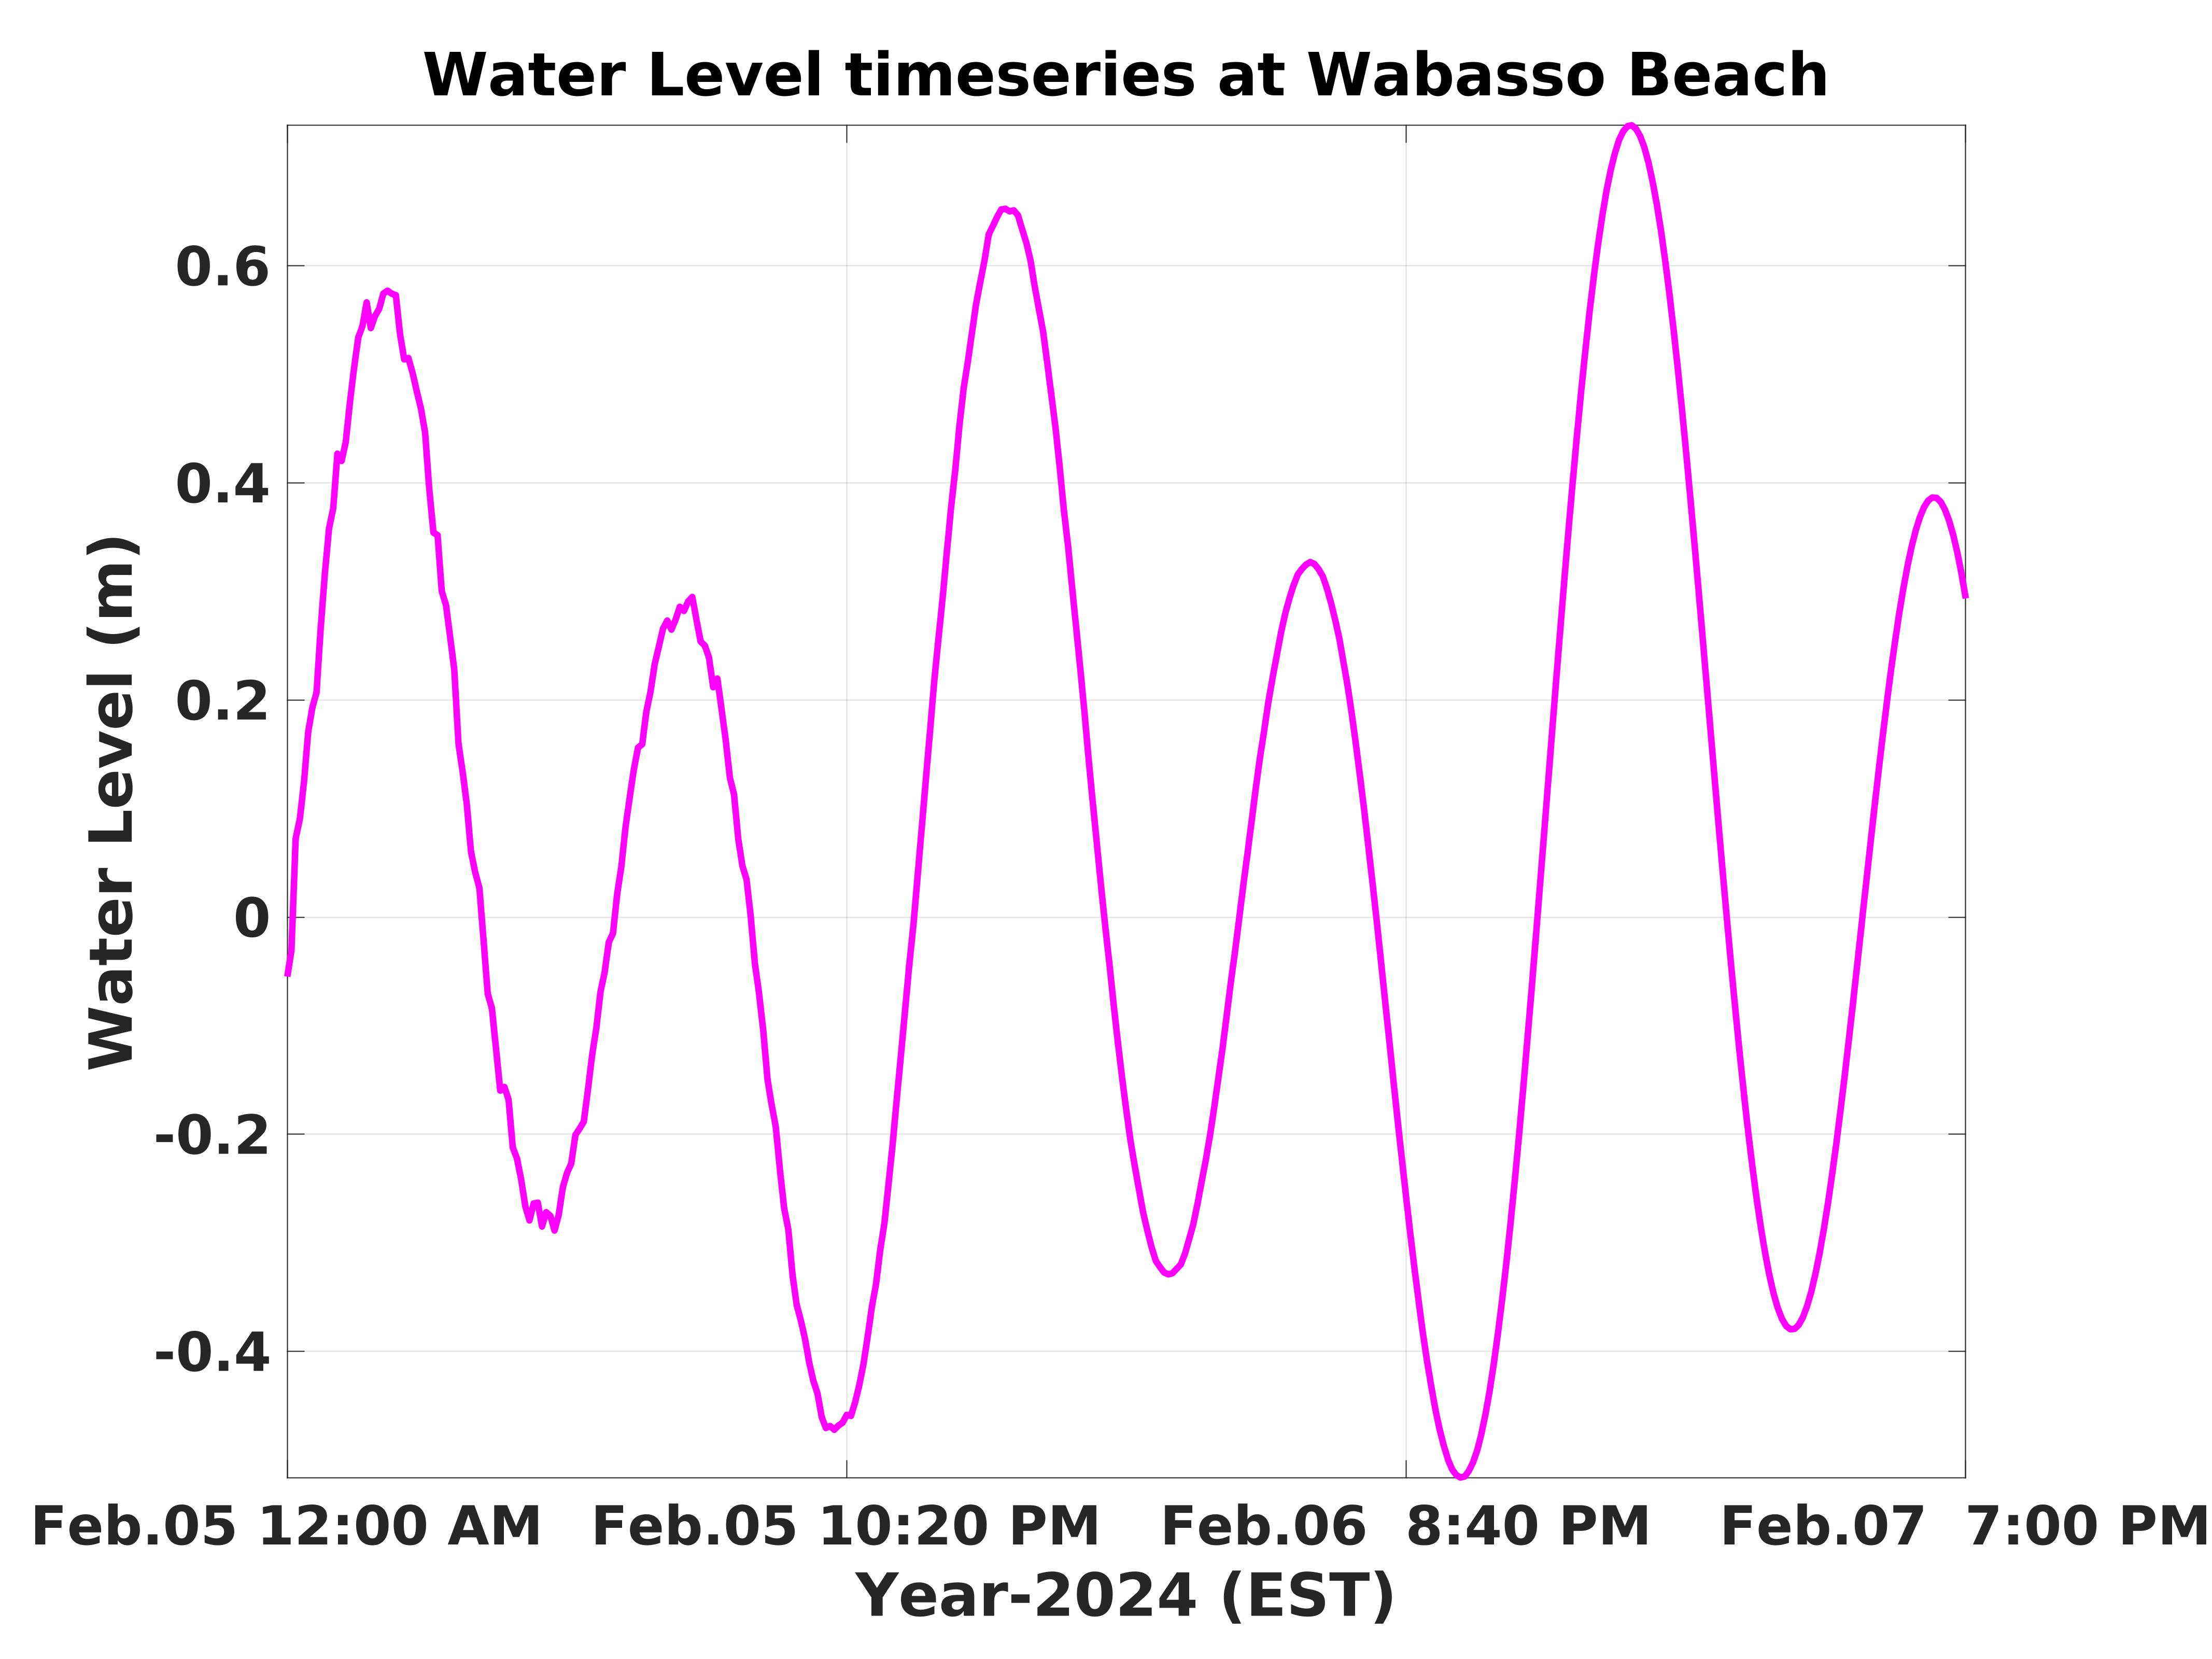 Water Level timeseries at Wabasso Beach
0.6
0.4
0.2
0
-0.2
-0.4
Water Level (m)
Feb.05 12:00 AM Feb.05 10:20 PM Feb.06 8:40 PM Feb.07 7:00 PM
Year-2024 (EST)